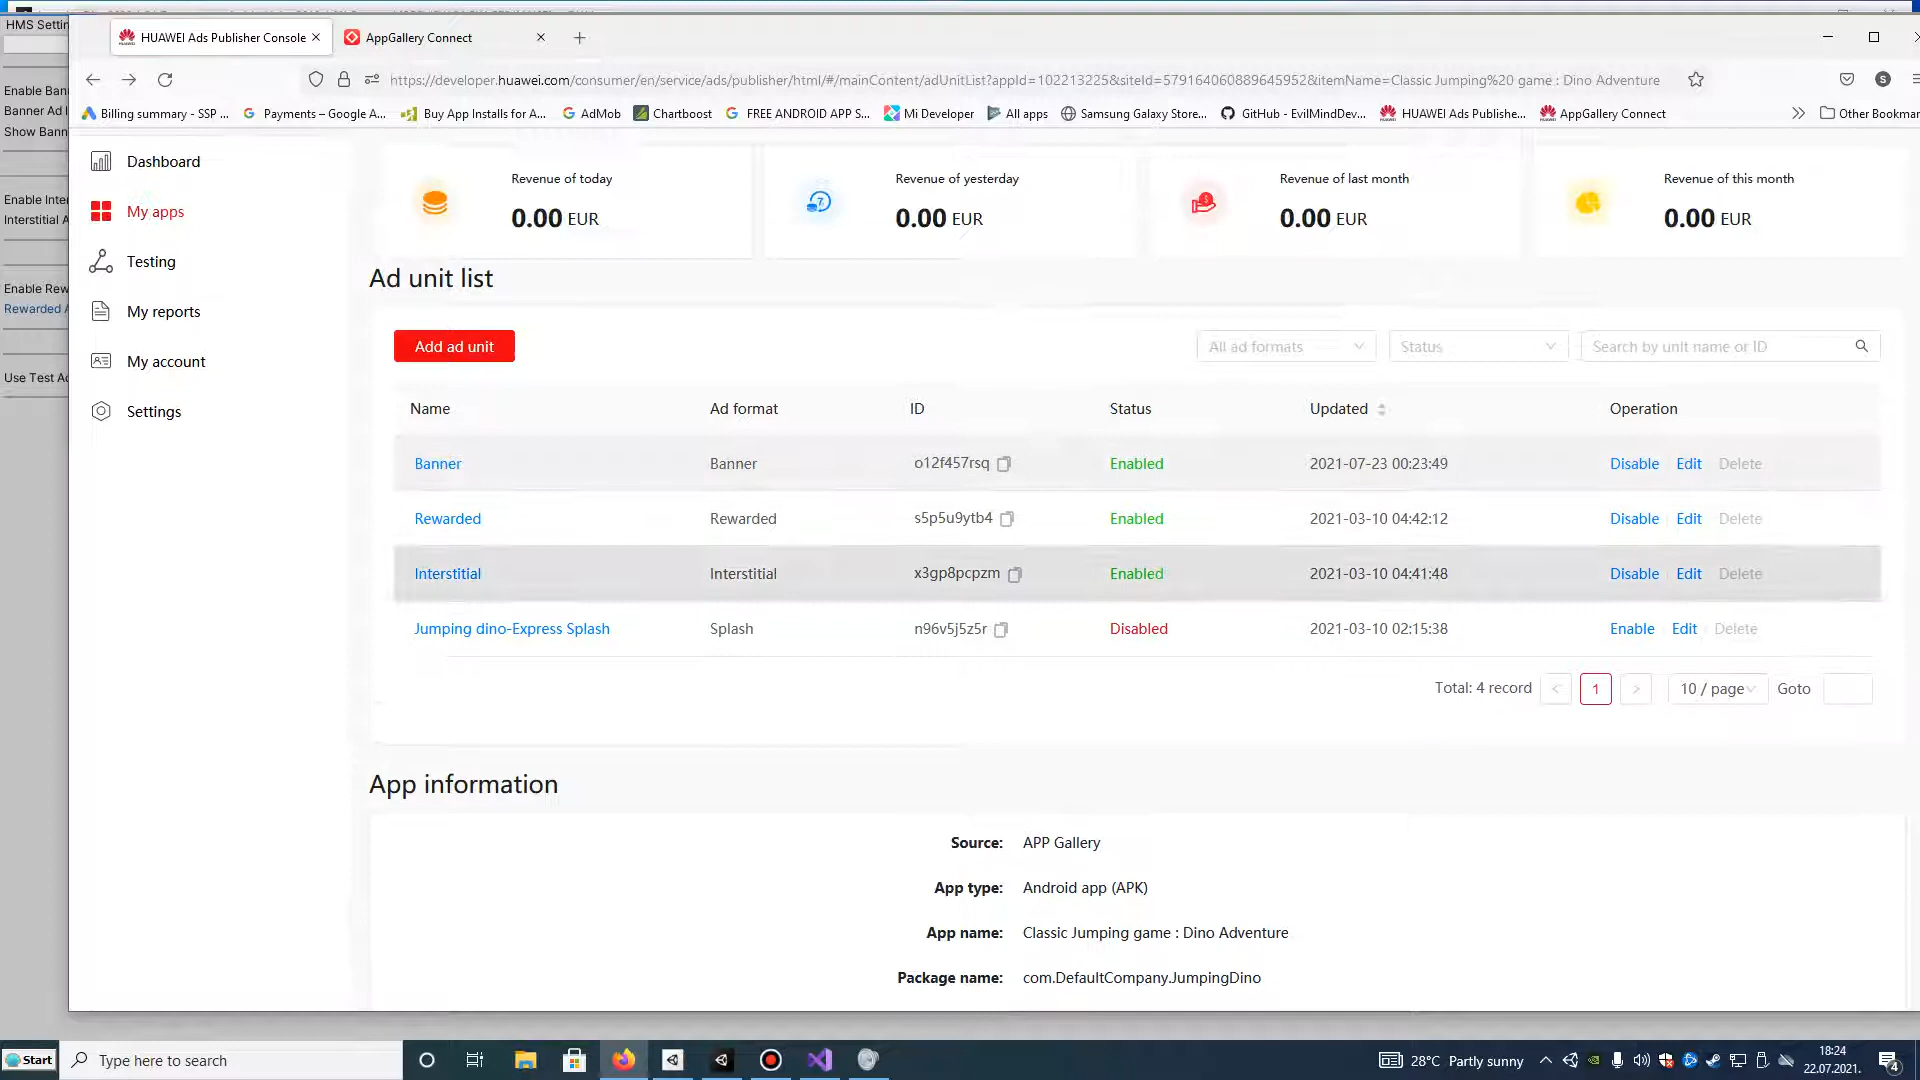 HMS Settin
HUAWEI Ads Publisher Console
AppGallery Connect
https://developer.huawei.com/consumer/en/service/ads/publisher/html/#/mainContent/adUnitList?appId=102213225&siteId=579164060889645952&itemName=Classic Jumping%20 game : Dino Adventure
S
Billing summary - SSP ...
Payments – Google A...
Buy App Installs for A...
AdMob
Chartboost
FREE ANDROID APP S...
Mi Developer
All apps
Samsung Galaxy Store...
GitHub - EvilMindDev...
HUAWEI Ads Publishe...
AppGallery Connect
Other Bookmar
Enable Ban
Banner Ad I
Show Bann
Enable Inter
Interstitial A
Enable Rew
Rewarded A
Use Test Ad
Dashboard
My apps
Testing
My reports
My account
Settings
Revenue of today
0.00 EUR
Revenue of yesterday
0.00 EUR
Revenue of last month
0.00 EUR
Revenue of this month
0.00 EUR
Ad unit list
Add ad unit
All ad formats
Status
Search by unit name or ID
Name Ad format ID Status Updated Operation
Banner Banner o12f457rsq Enabled 2021-07-23 00:23:49 Disable Edit Delete
Rewarded Rewarded s5p5u9ytb4 Enabled 2021-03-10 04:42:12 Disable Edit Delete
Interstitial Interstitial x3gp8pcpzm Enabled 2021-03-10 04:41:48 Disable Edit Delete
Jumping dino-Express Splash Splash n96v5j5z5r Disabled 2021-03-10 02:15:38 Enable Edit Delete
Total: 4 record < 1 > 10 / page Goto
App information
Source: APP Gallery
App type: Android app (APK)
App name: Classic Jumping game : Dino Adventure
Package name: com.DefaultCompany.JumpingDino
Start
Type here to search
28°C Partly sunny
18:24
22.07.2021.
4